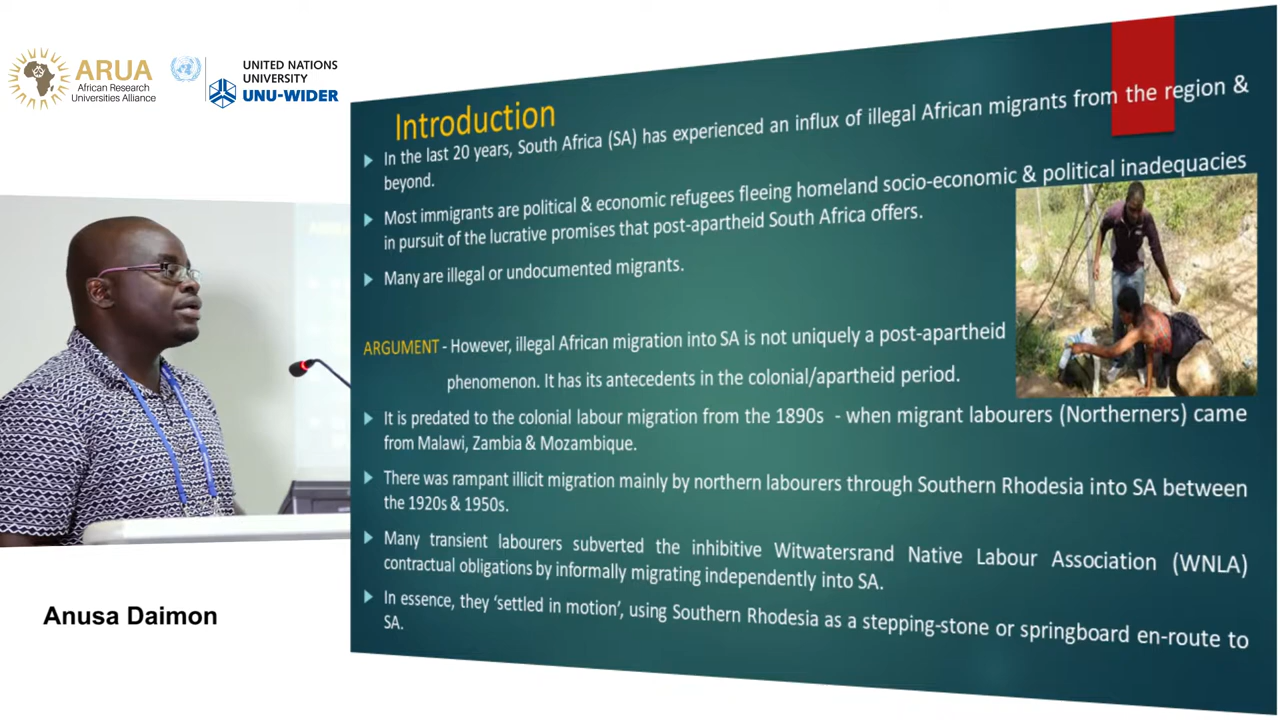 ARUA
African Research
Universities Alliance
UNITED NATIONS
UNIVERSITY
UNU-WIDER
Introduction
In the last 20 years, South Africa (SA) has experienced an influx of illegal African migrants from the region &
beyond.
Most immigrants are political & economic refugees fleeing homeland socio-economic & political inadequacies
in pursuit of the lucrative promises that post-apartheid South Africa offers.
Many are illegal or undocumented migrants.
ARGUMENT - However, illegal African migration into SA is not uniquely a post-apartheid
phenomenon. It has its antecedents in the colonial/apartheid period.
It is predated to the colonial labour migration from the 1890s - when migrant labourers (Northerners) came
from Malawi, Zambia & Mozambique.
There was rampant illicit migration mainly by northern labourers through Southern Rhodesia into SA between
the 1920s & 1950s.
Many transient labourers subverted the inhibitive Witwatersrand Native Labour Association (WNLA)
contractual obligations by informally migrating independently into SA.
In essence, they ‘settled in motion’, using Southern Rhodesia as a stepping-stone or springboard en-route to
SA.
Anusa Daimon